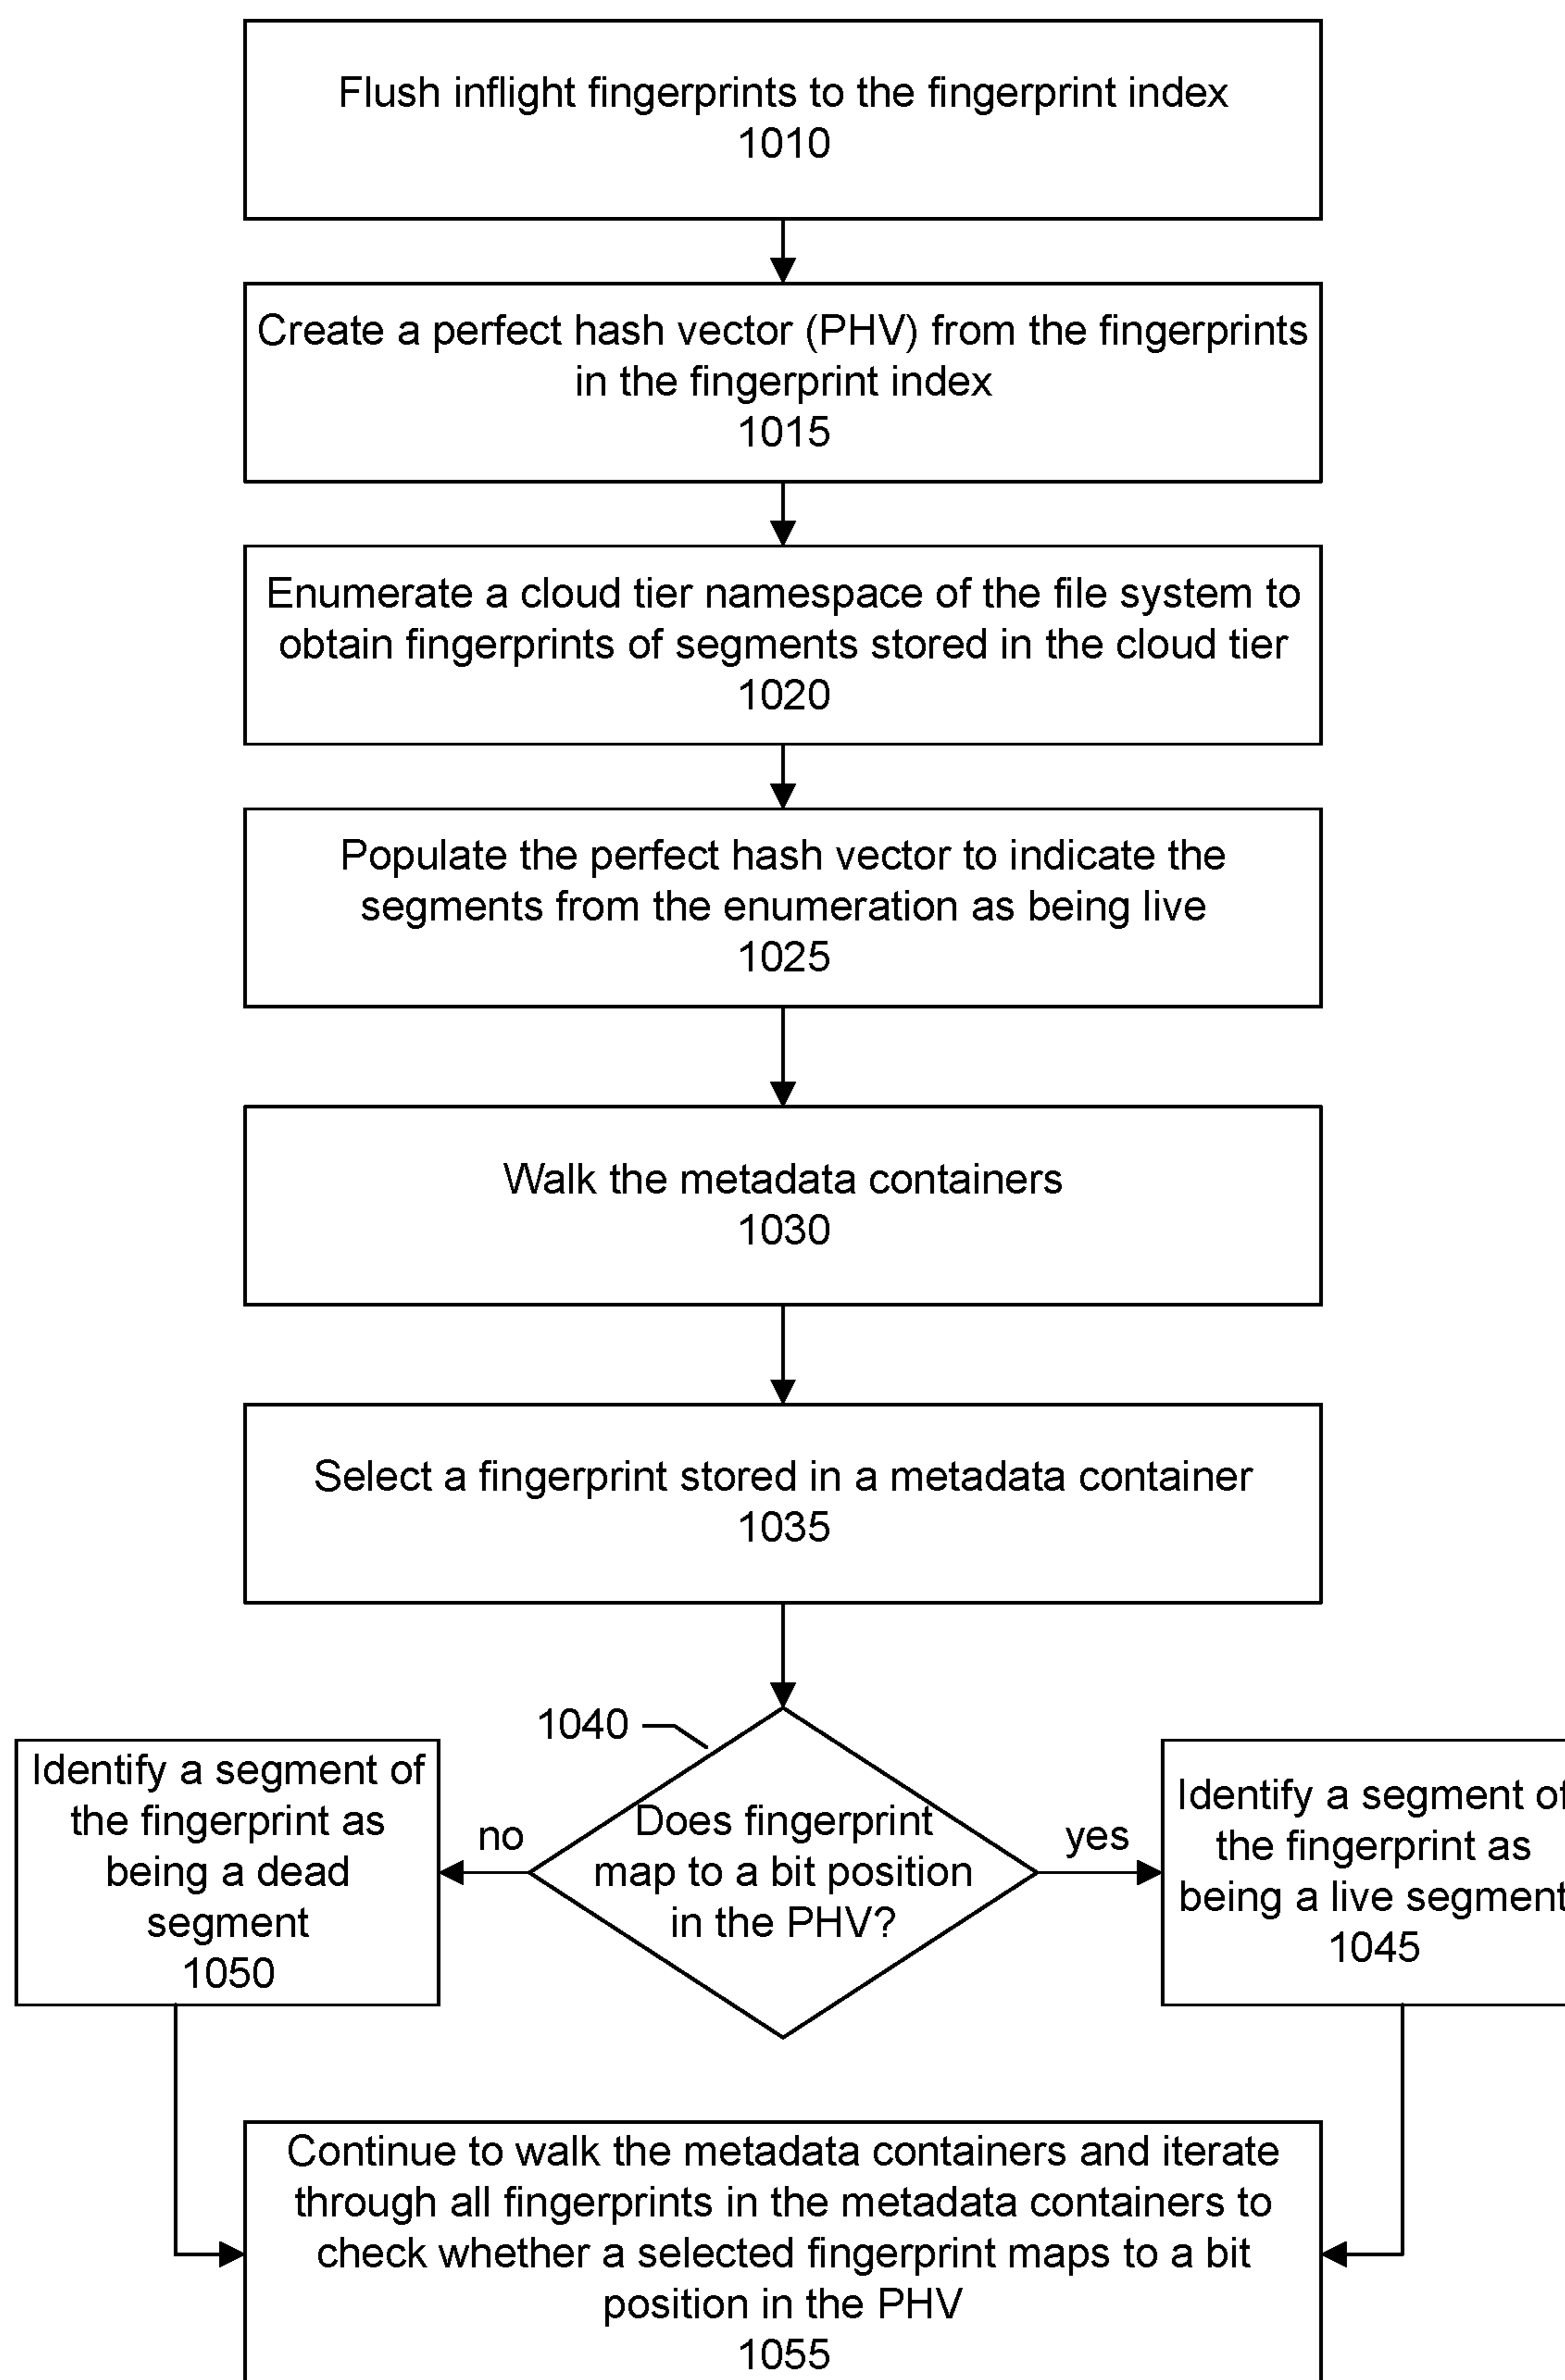 Flush inflight fingerprints to the fingerprint index
1010
Create a perfect hash vector (PHV) from the fingerprints
in the fingerprint index
1015
Enumerate a cloud tier namespace of the file system to
obtain fingerprints of segments stored in the cloud tier
1020
Populate the perfect hash vector to indicate the
segments from the enumeration as being live
1025
Walk the metadata containers
1030
Select a fingerprint stored in a metadata container
1035
1040
Does fingerprint
map to a bit position
in the PHV?
no
yes
Identify a segment of
the fingerprint as
being a dead
segment
1050
Identify a segment of
the fingerprint as
being a live segment
1045
Continue to walk the metadata containers and iterate
through all fingerprints in the metadata containers to
check whether a selected fingerprint maps to a bit
position in the PHV
1055